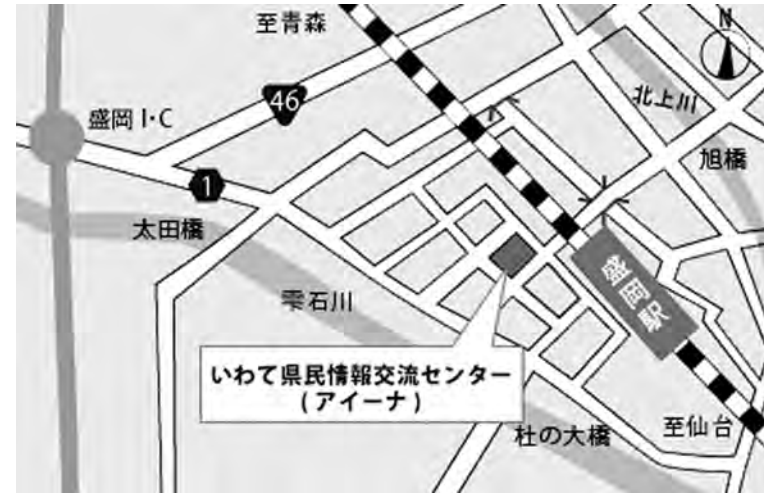 至青森
N
46
盛岡 I・C
北上川
旭橋
1
太田橋
盛岡駅
雫石川
いわて県民情報交流センター
(アイーナ)
杜の大橋
至仙台